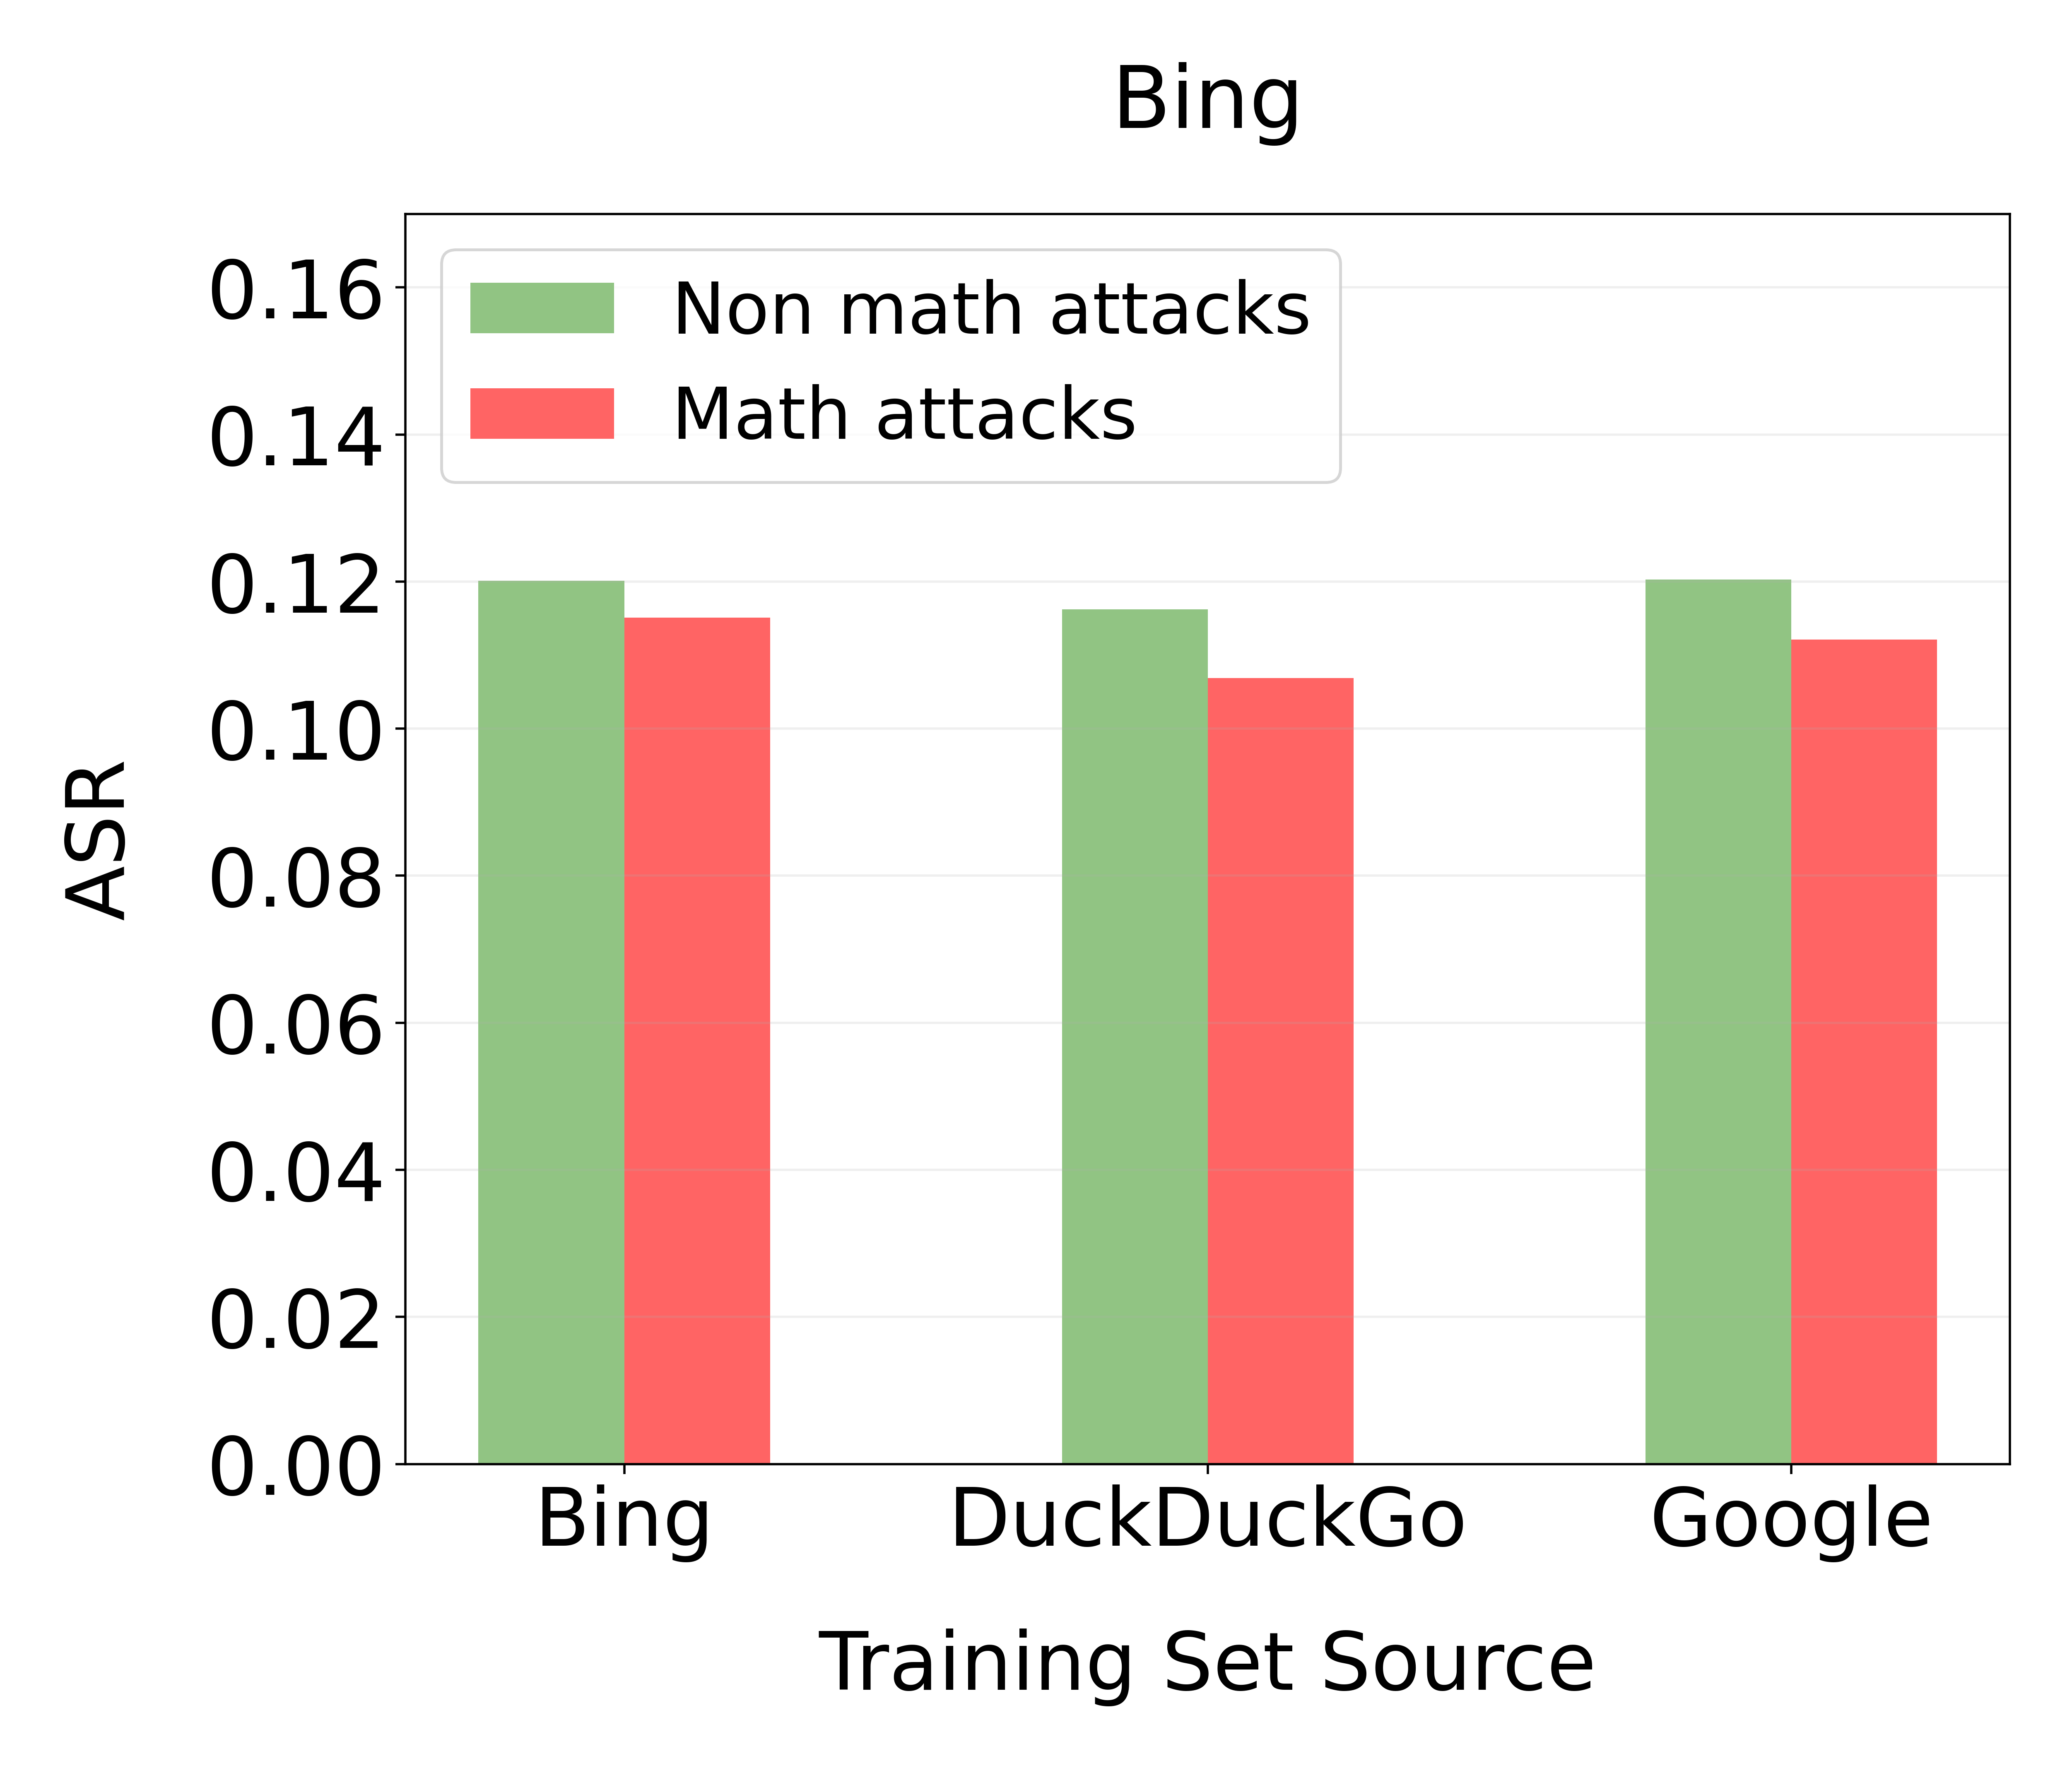 Bing
Non math attacks
Math attacks
0.16
0.14
0.12
0.10
0.08
0.06
0.04
0.02
0.00
ASR
Bing
DuckDuckGo
Google
Training Set Source